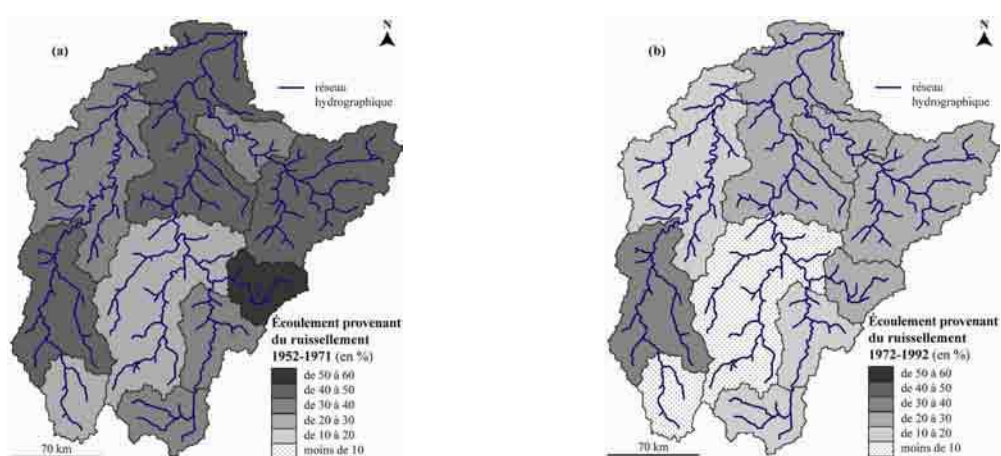 (a)
N
réseau
hydrographique
Écoulement provenant
du ruissellement
1952-1971 (en %)
de 50 à 60
de 40 à 50
de 30 à 40
de 20 à 30
de 10 à 20
moins de 10
70 km
(b)
N
réseau
hydrographique
Écoulement provenant
du ruissellement
1972-1992 (en %)
de 50 à 60
de 40 à 50
de 30 à 40
de 20 à 30
de 10 à 20
moins de 10
70 km